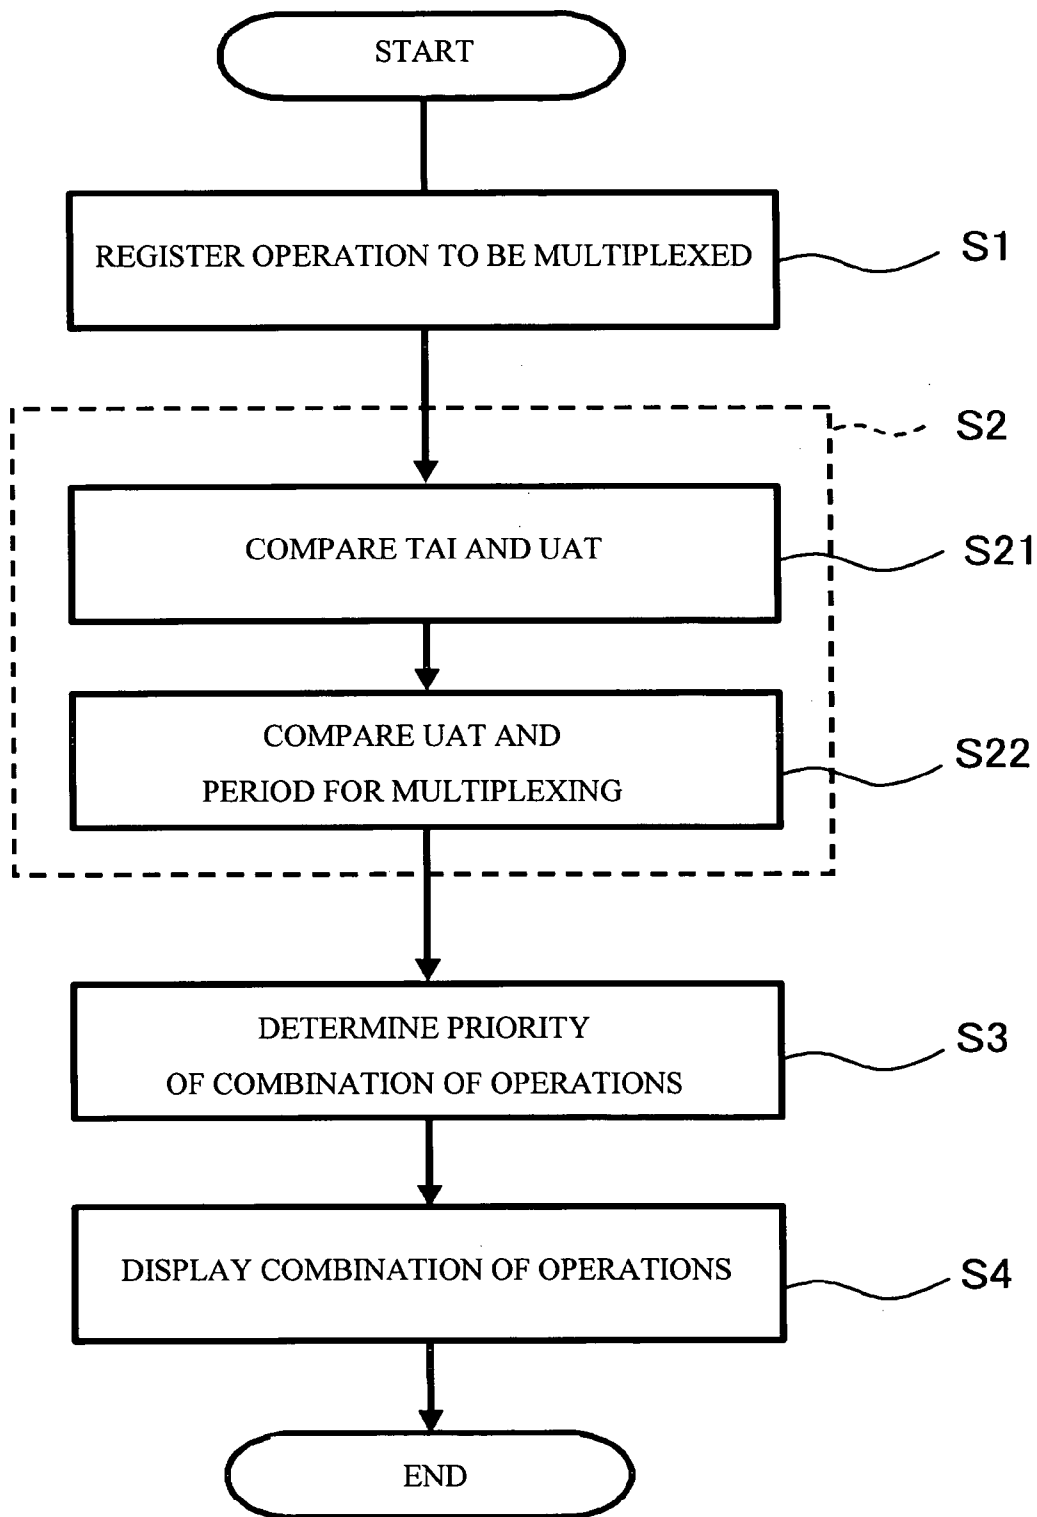 START
REGISTER OPERATION TO BE MULTIPLEXED
S1
S2
COMPARE TAI AND UAT
S21
COMPARE UAT AND
PERIOD FOR MULTIPLEXING
S22
DETERMINE PRIORITY
OF COMBINATION OF OPERATIONS
S3
DISPLAY COMBINATION OF OPERATIONS
S4
END